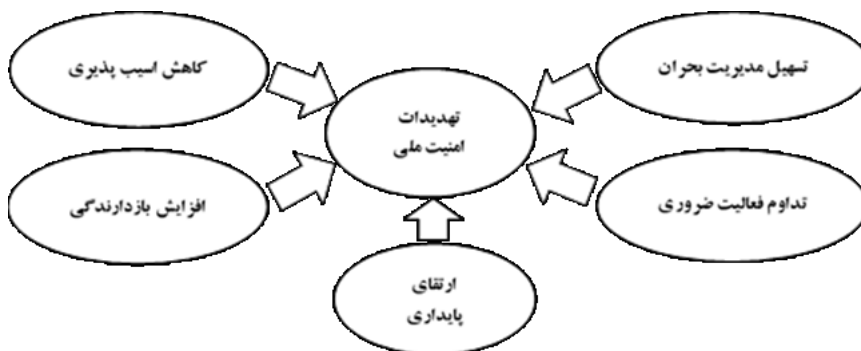 تسهیل مدیریت بحران
کاهش اسیب پذیری
تهدیدات
امنیت ملی
تداوم فعالیت ضروری
افزایش بازدارندگی
ارتقای
پایداری